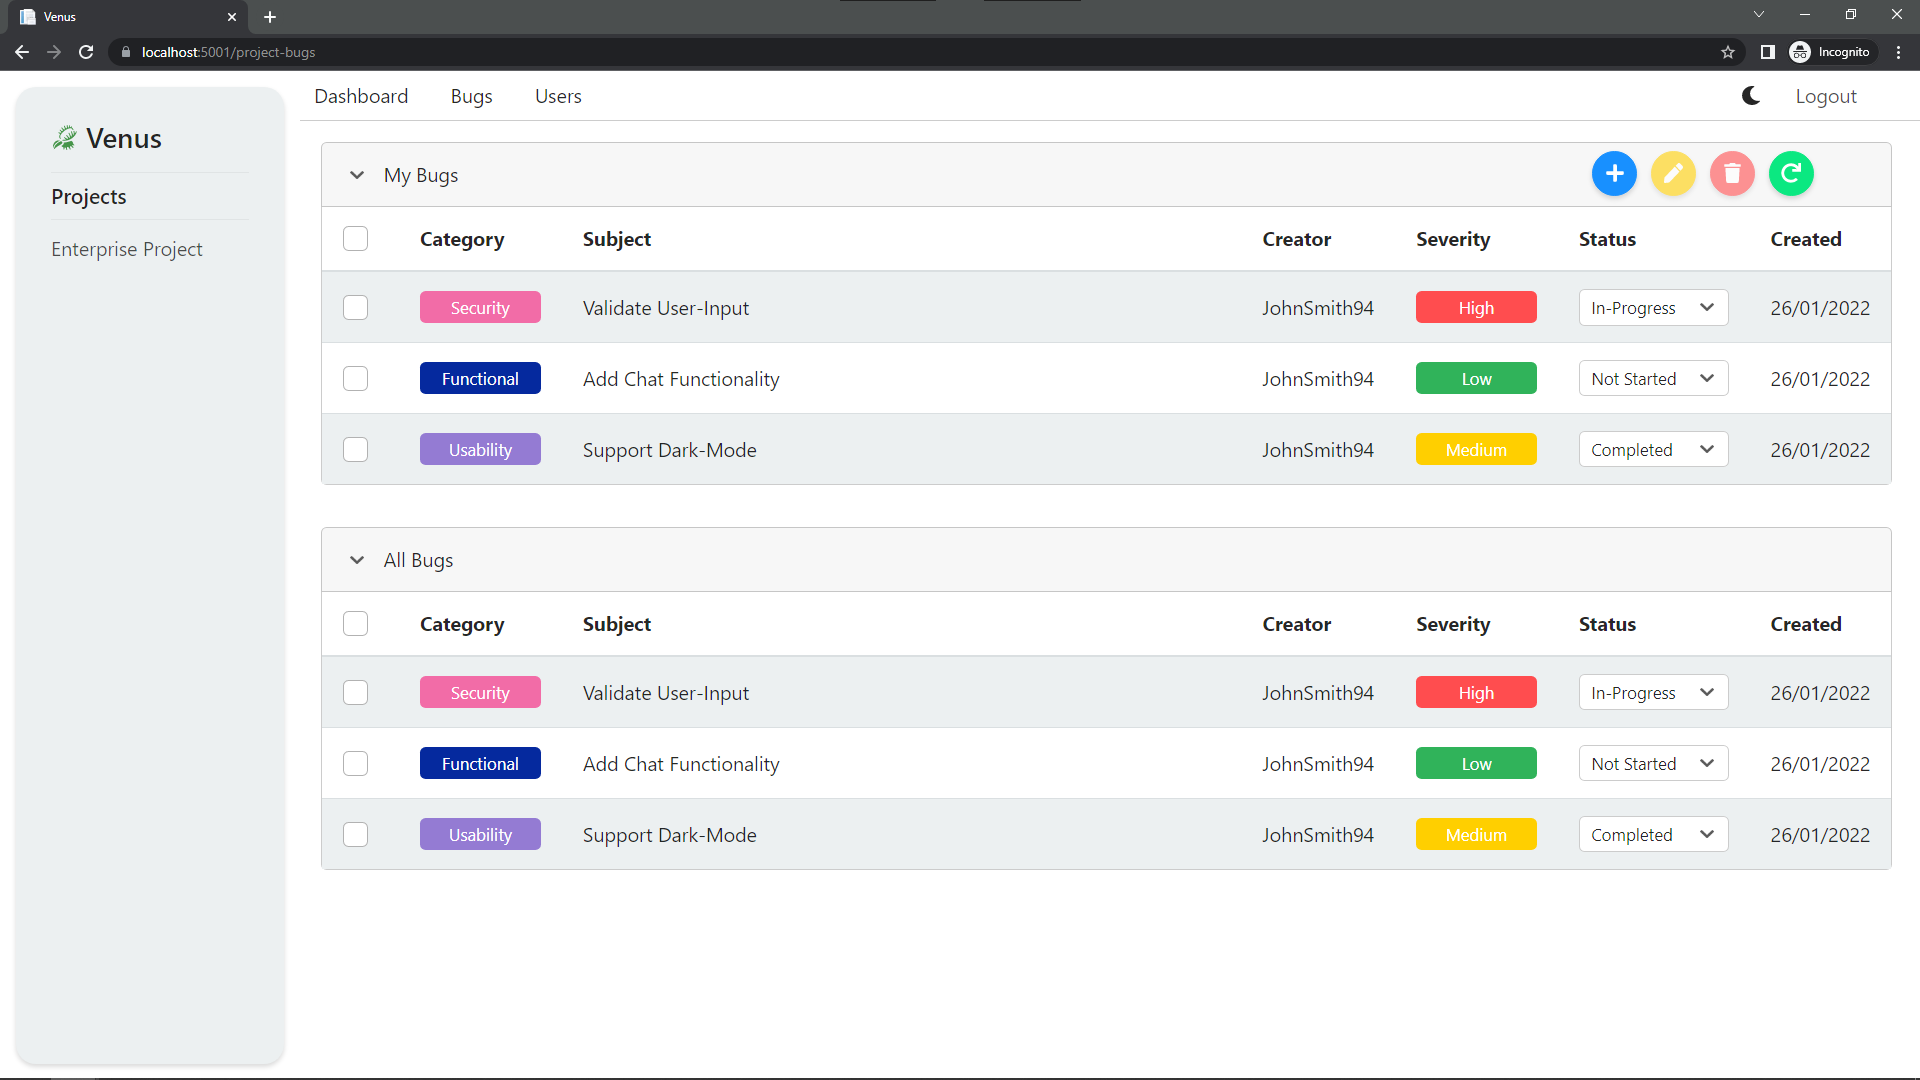 Venus
localhost:5001/project-bugs
Incognito
Venus
Projects
Enterprise Project
Dashboard Bugs Users Logout
My Bugs
Category Subject Creator Severity Status Created
Security Validate User-Input JohnSmith94 High In-Progress 26/01/2022
Functional Add Chat Functionality JohnSmith94 Low Not Started 26/01/2022
Usability Support Dark-Mode JohnSmith94 Medium Completed 26/01/2022
All Bugs
Category Subject Creator Severity Status Created
Security Validate User-Input JohnSmith94 High In-Progress 26/01/2022
Functional Add Chat Functionality JohnSmith94 Low Not Started 26/01/2022
Usability Support Dark-Mode JohnSmith94 Medium Completed 26/01/2022